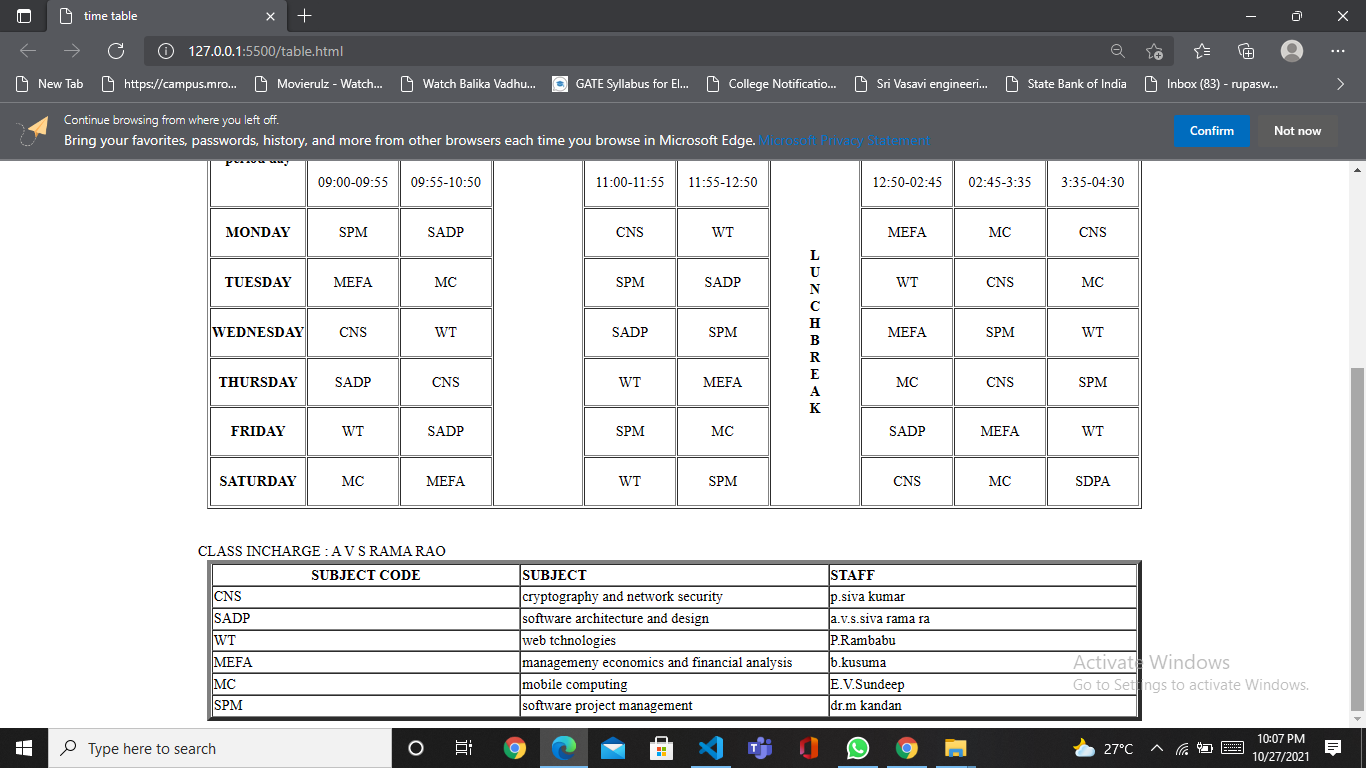 time table
127.0.0.1:5500/table.html
New Tab https://campus.mro... Movierulz - Watch... Watch Balika Vadhu... GATE Syllabus for El... College Notificatio... Sri Vasavi engineeri... State Bank of India Inbox (83) - rupasw...
Continue browsing from where you left off.
Bring your favorites, passwords, history, and more from other browsers each time you browse in Microsoft Edge. Microsoft Privacy Statement
Confirm Not now
period day
09:00-09:55 09:55-10:50 11:00-11:55 11:55-12:50 12:50-02:45 02:45-3:35 3:35-04:30
MONDAY SPM SADP CNS WT MEFA MC CNS
TUESDAY MEFA MC SPM SADP WT CNS MC
WEDNESDAY CNS WT SADP SPM MEFA SPM WT
THURSDAY SADP CNS WT MEFA MC CNS SPM
FRIDAY WT SADP SPM MC SADP MEFA WT
SATURDAY MC MEFA WT SPM CNS MC SDPA
L
U
N
C
H
B
R
E
A
K
CLASS INCHARGE : A V S RAMA RAO
SUBJECT CODE SUBJECT STAFF
CNS cryptography and network security p.siva kumar
SADP software architecture and design a.v.s.siva rama ra
WT web tchnologies P.Rambabu
MEFA managemeny economics and financial analysis b.kusuma
MC mobile computing E.V.Sundeep
SPM software project management dr.m kandan
Activate Windows
Go to Settings to activate Windows.
Type here to search
27°C
10:07 PM
10/27/2021